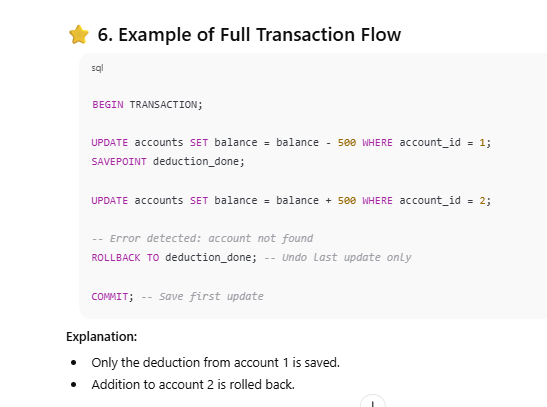 ⭐ 6. Example of Full Transaction Flow
sql
BEGIN TRANSACTION;
UPDATE accounts SET balance = balance - 500 WHERE account_id = 1;
SAVEPOINT deduction_done;
UPDATE accounts SET balance = balance + 500 WHERE account_id = 2;
-- Error detected: account not found
ROLLBACK TO deduction_done; -- Undo last update only
COMMIT; -- Save first update
Explanation:
• Only the deduction from account 1 is saved.
• Addition to account 2 is rolled back.